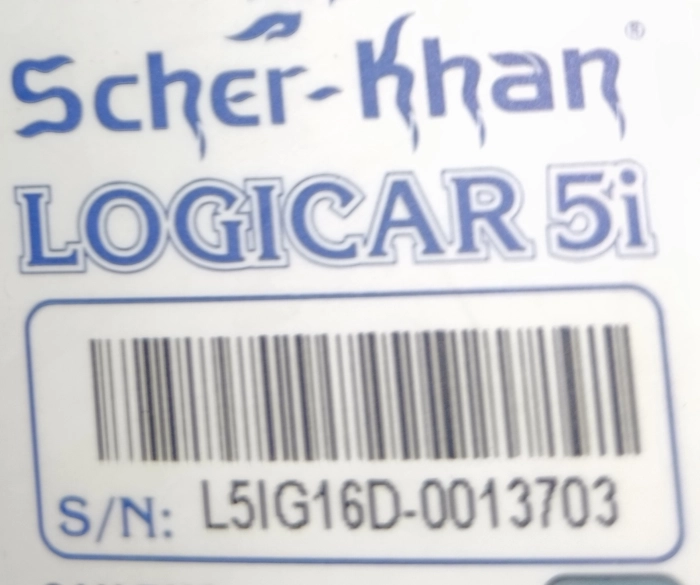 Scher-Khan®
LOGICAR 5i
S/N: L5IG16D-0013703